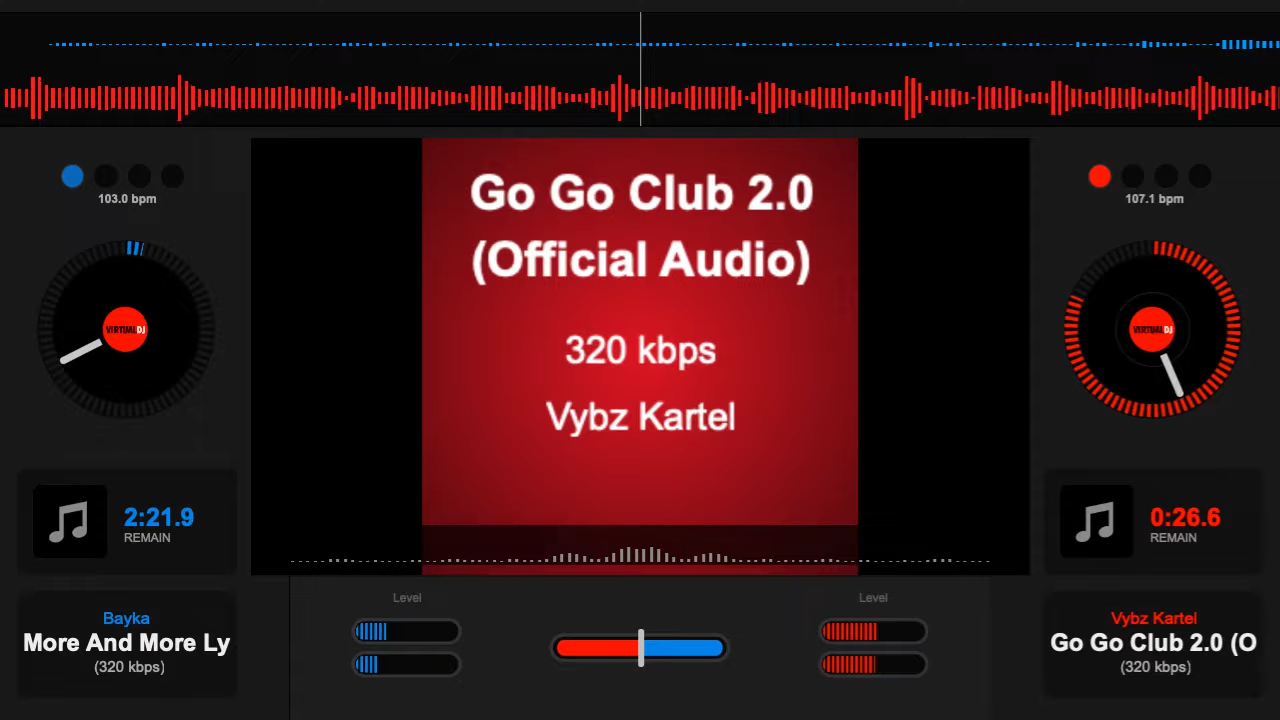 Go Go Club 2.0
(Official Audio)
320 kbps
Vybz Kartel
103.0 bpm
VIRTUALDJ
2:21.9
REMAIN
Bayka
More And More Ly
(320 kbps)
Level
Level
107.1 bpm
VIRTUALDJ
0:26.6
REMAIN
Vybz Kartel
Go Go Club 2.0 (O
(320 kbps)